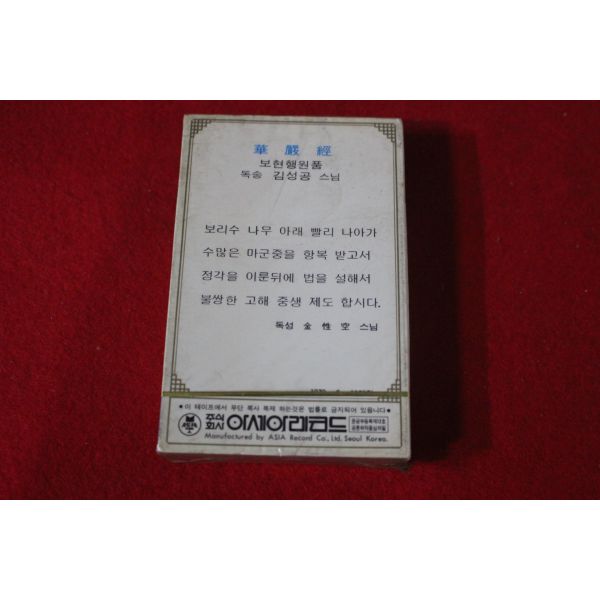 華嚴經
보현행원품
독송 김성공 스님
보리수 나무 아래 빨리 나아가
수많은 마군중을 항복 받고서
정각을 이룬뒤에 법을 설해서
불쌍한 고해 중생 제도 합시다.
독성 金性空 스님
●이 테이프에서 무단 복사 복제 하는것은 법률로 금지되어 있읍니다●
주식회사 아세아레코드
Manufactured by ASIA Record Co., Ltd. Seoul Korea.